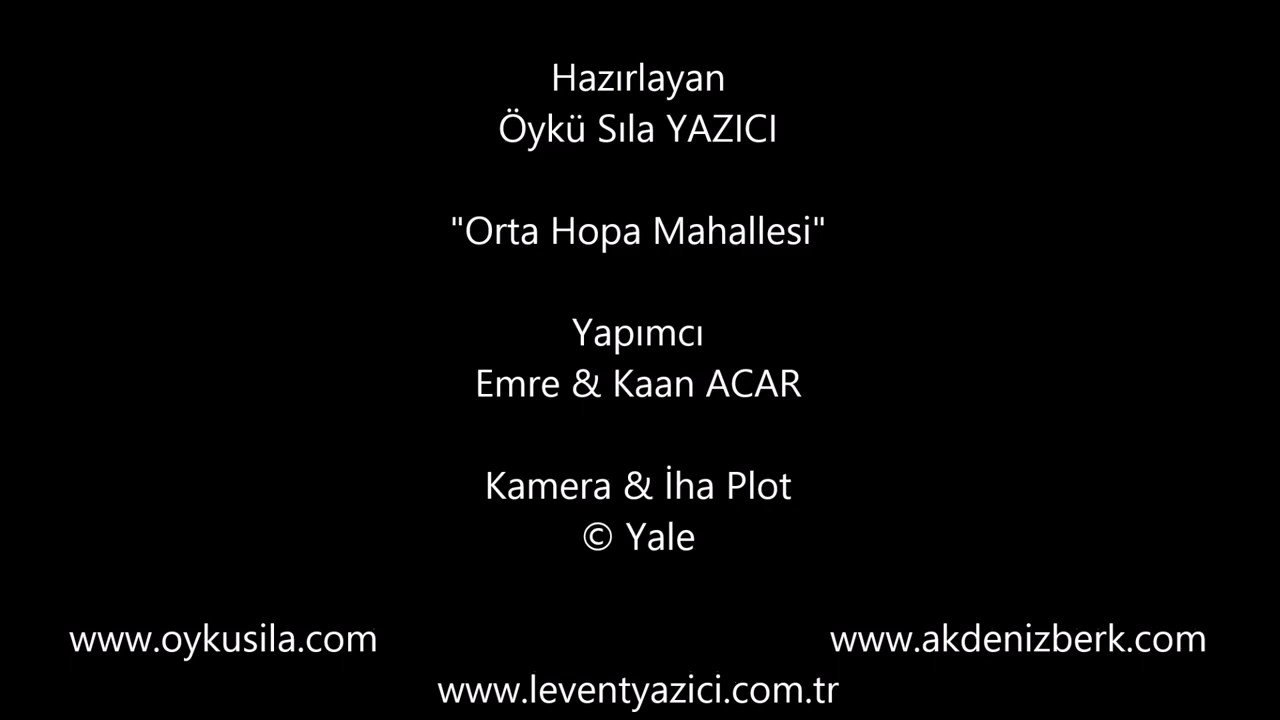 Hazırlayan
Öykü Sıla YAZICI
"Orta Hopa Mahallesi"
Yapımcı
Emre & Kaan ACAR
Kamera & İha Plot
© Yale
www.oykusila.com
www.akdenizberk.com
www.leventyazici.com.tr